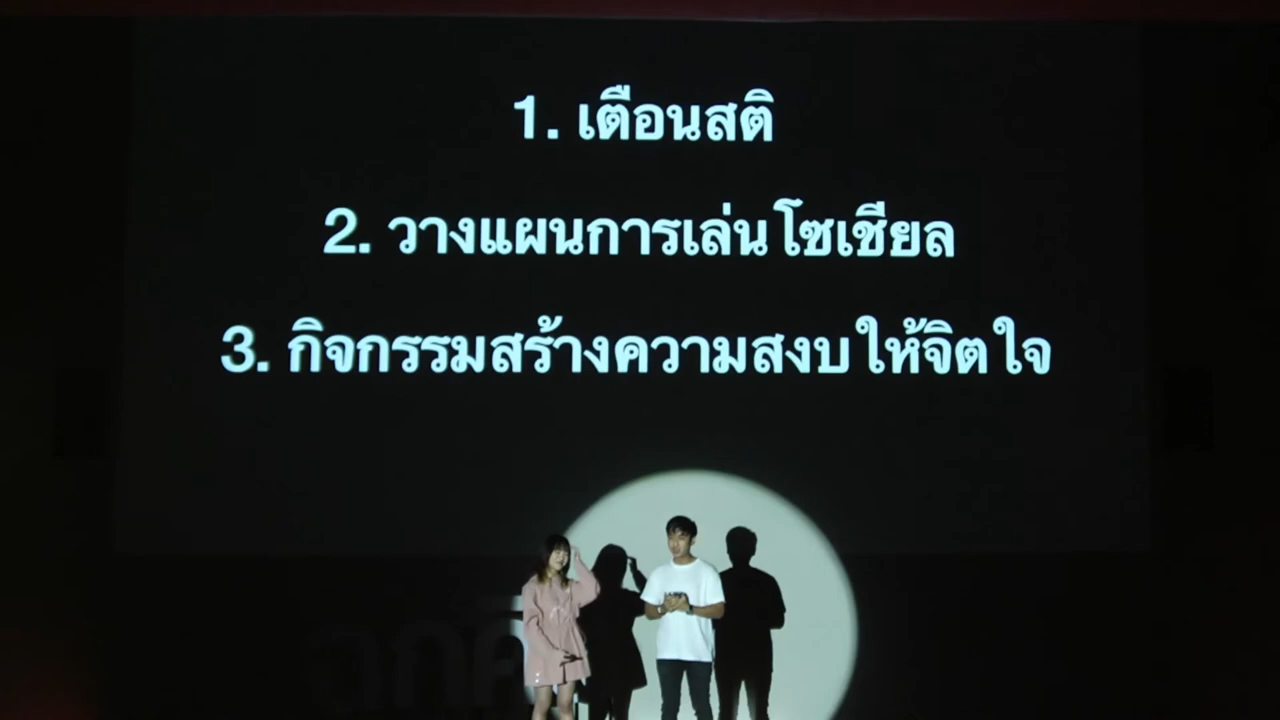 1. เตือนสติ
2. วางแผนการเล่นโซเชียล
3. กิจกรรมสร้างความสงบให้จิตใจ